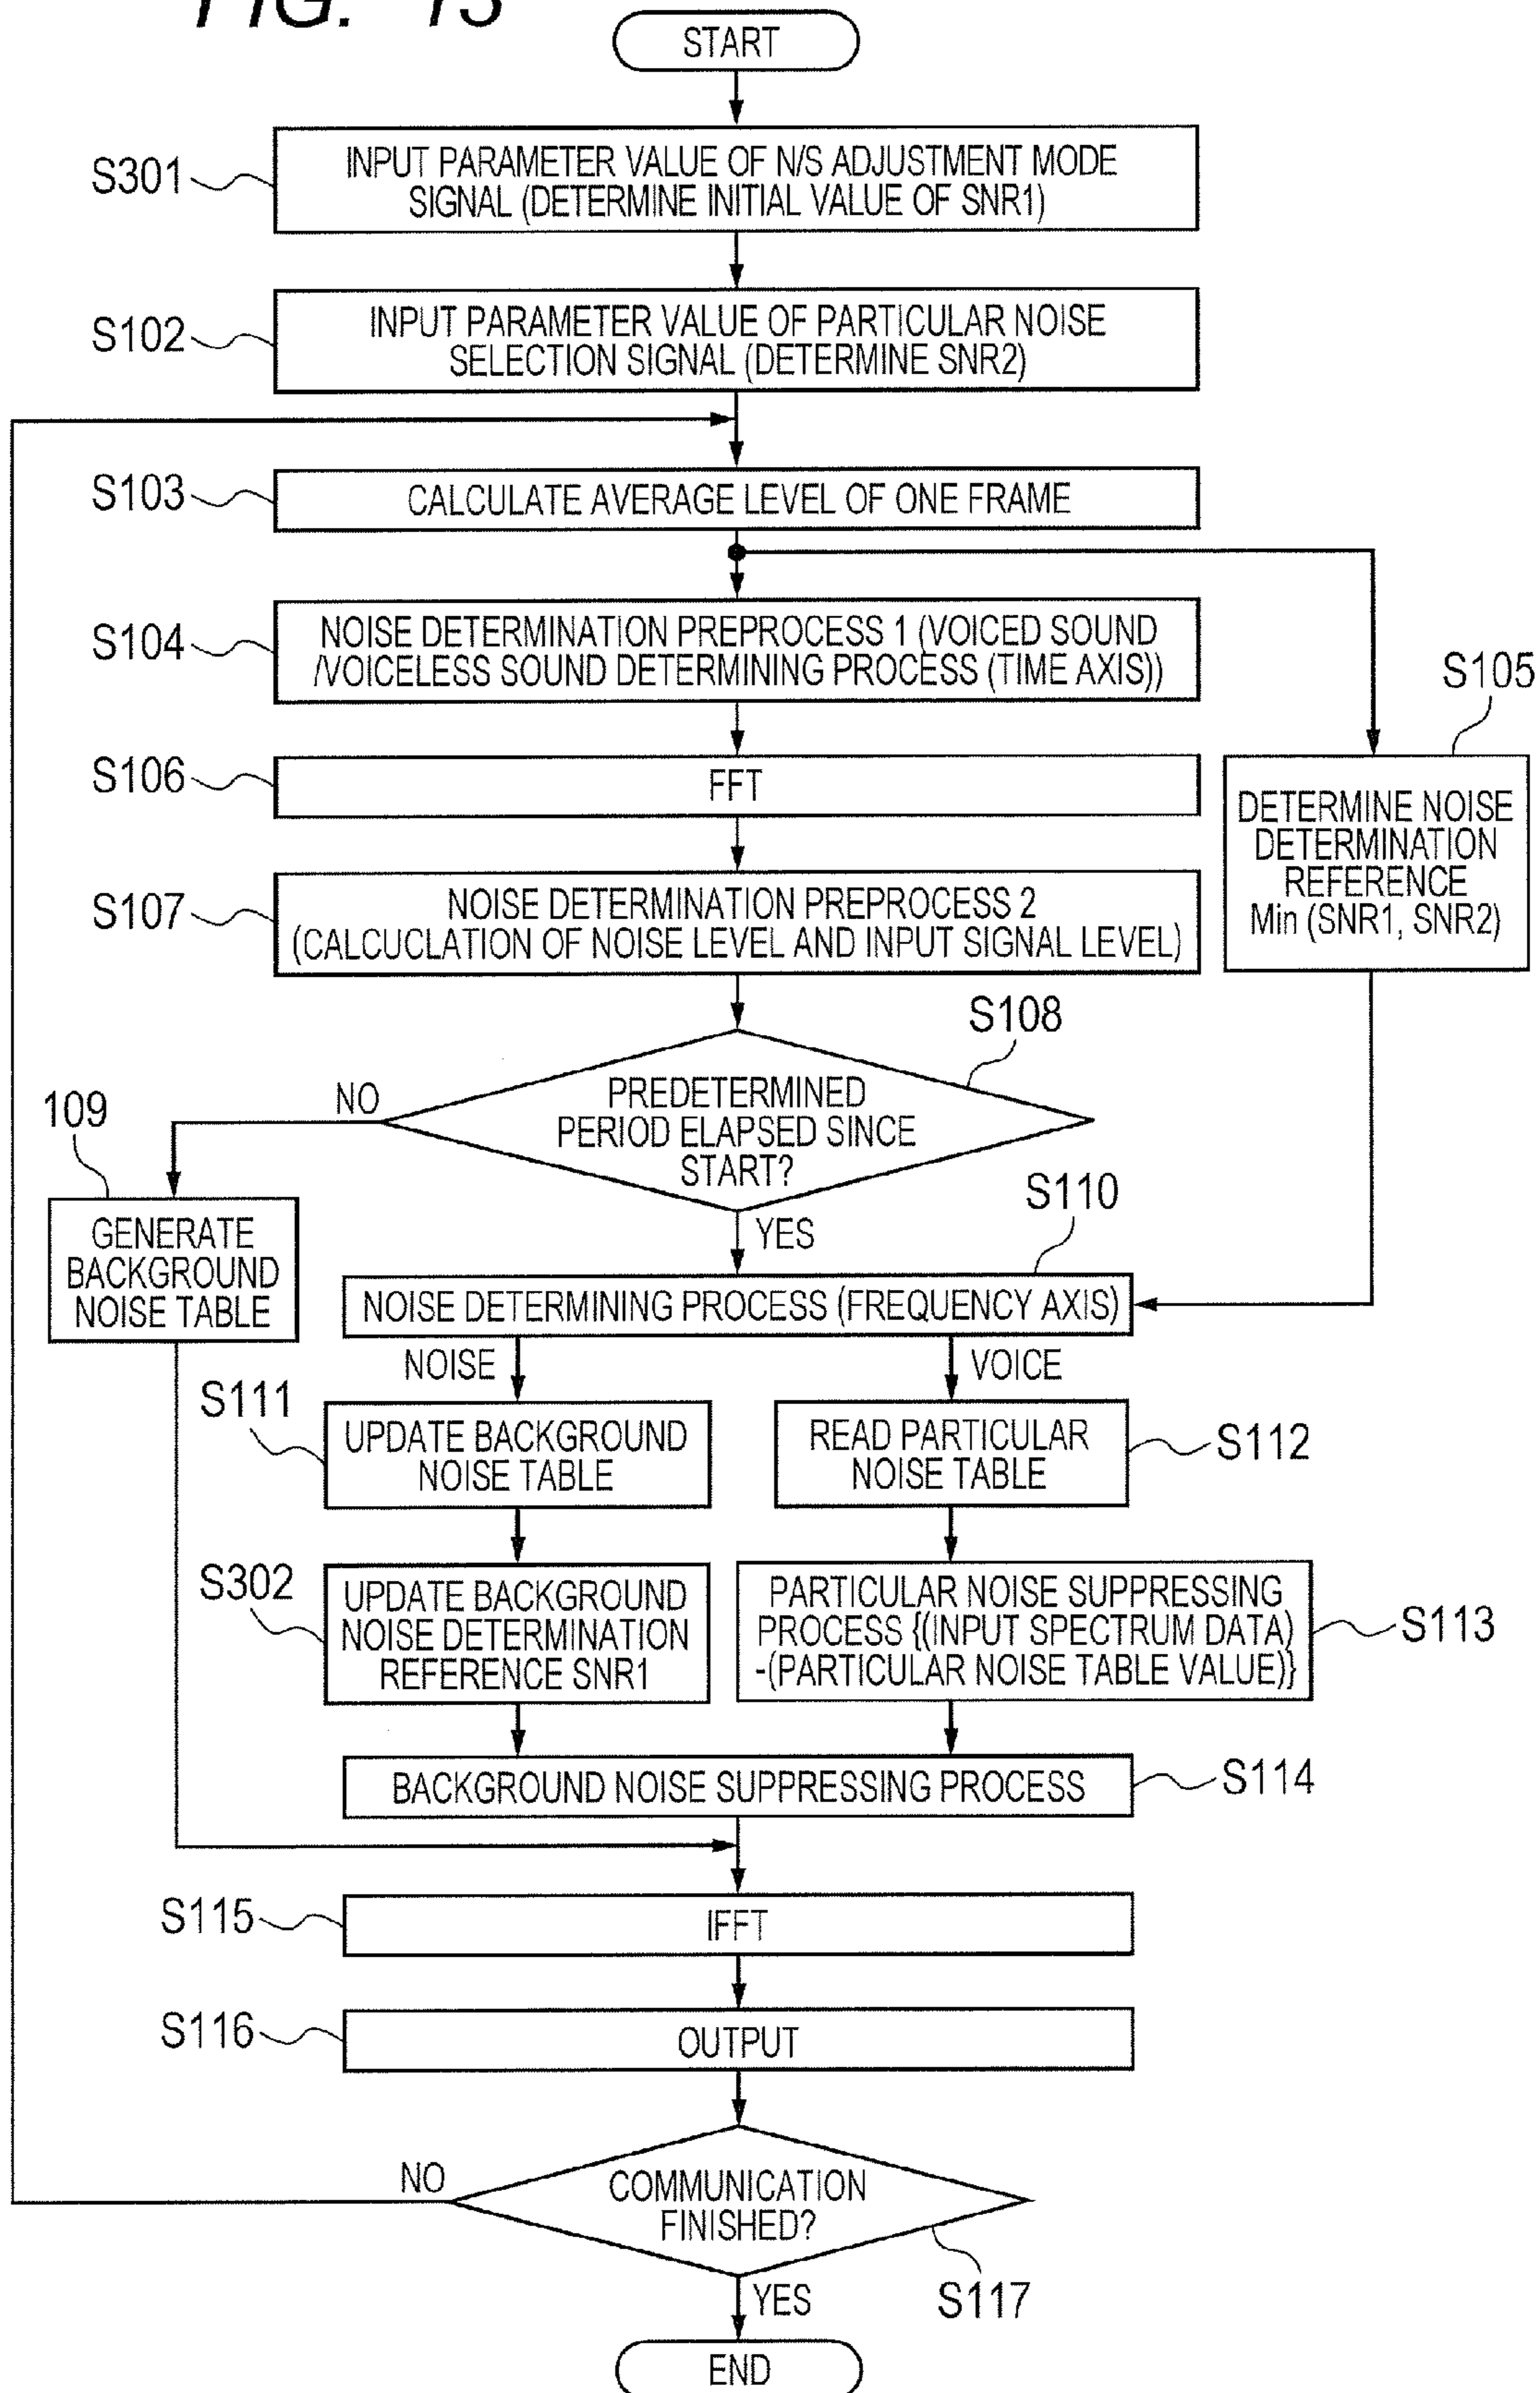 FIG. 13
START
S301
INPUT PARAMETER VALUE OF N/S ADJUSTMENT MODE
SIGNAL (DETERMINE INITIAL VALUE OF SNR1)
S102
INPUT PARAMETER VALUE OF PARTICULAR NOISE
SELECTION SIGNAL (DETERMINE SNR2)
S103
CALCULATE AVERAGE LEVEL OF ONE FRAME
S104
NOISE DETERMINATION PREPROCESS 1 (VOICED SOUND
/VOICELESS SOUND DETERMINING PROCESS (TIME AXIS))
S105
DETERMINE NOISE
DETERMINATION
REFERENCE
Min (SNR1, SNR2)
S106
FFT
S107
NOISE DETERMINATION PREPROCESS 2
(CALCUCLATION OF NOISE LEVEL AND INPUT SIGNAL LEVEL)
S108
PREDETERMINED
PERIOD ELAPSED SINCE
START?
NO
YES
109
GENERATE
BACKGROUND
NOISE TABLE
S110
NOISE DETERMINING PROCESS (FREQUENCY AXIS)
NOISE
VOICE
S111
UPDATE BACKGROUND
NOISE TABLE
READ PARTICULAR
NOISE TABLE
S112
S302
UPDATE BACKGROUND
NOISE DETERMINATION
REFERENCE SNR1
PARTICULAR NOISE SUPPRESSING
PROCESS {(INPUT SPECTRUM DATA)
-(PARTICULAR NOISE TABLE VALUE)}
S113
BACKGROUND NOISE SUPPRESSING PROCESS
S114
S115
IFFT
S116
OUTPUT
NO
COMMUNICATION
FINISHED?
S117
YES
END